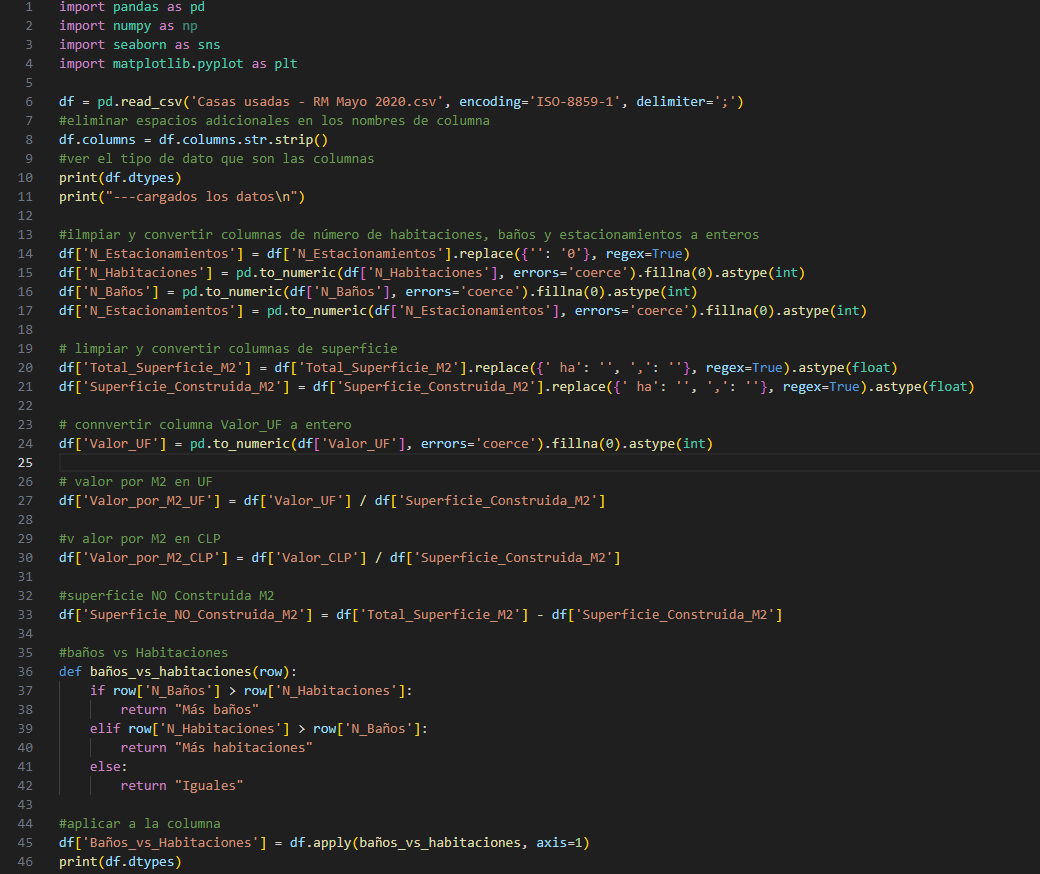 1 import pandas as pd
2 import numpy as np
3 import seaborn as sns
4 import matplotlib.pyplot as plt
5
6 df = pd.read_csv('Casas usadas - RM Mayo 2020.csv', encoding='ISO-8859-1', delimiter=';')
7 #eliminar espacios adicionales en los nombres de columna
8 df.columns = df.columns.str.strip()
9 #ver el tipo de dato que son las columnas
10 print(df.dtypes)
11 print("---cargados los datos\n")
12
13 #ilmpiar y convertir columnas de número de habitaciones, baños y estacionamientos a enteros
14 df['N_Estacionamientos'] = df['N_Estacionamientos'].replace({'': '0'}, regex=True)
15 df['N_Habitaciones'] = pd.to_numeric(df['N_Habitaciones'], errors='coerce').fillna(0).astype(int)
16 df['N_Baños'] = pd.to_numeric(df['N_Baños'], errors='coerce').fillna(0).astype(int)
17 df['N_Estacionamientos'] = pd.to_numeric(df['N_Estacionamientos'], errors='coerce').fillna(0).astype(int)
18
19 # limpiar y convertir columnas de superficie
20 df['Total_Superficie_M2'] = df['Total_Superficie_M2'].replace({' ha': '', ',': ''}, regex=True).astype(float)
21 df['Superficie_Construida_M2'] = df['Superficie_Construida_M2'].replace({' ha': '', ',': ''}, regex=True).astype(float)
22
23 # connvertir columna Valor_UF a entero
24 df['Valor_UF'] = pd.to_numeric(df['Valor_UF'], errors='coerce').fillna(0).astype(int)
25
26 # valor por M2 en UF
27 df['Valor_por_M2_UF'] = df['Valor_UF'] / df['Superficie_Construida_M2']
28
29 #v alor por M2 en CLP
30 df['Valor_por_M2_CLP'] = df['Valor_CLP'] / df['Superficie_Construida_M2']
31
32 #superficie NO Construida M2
33 df['Superficie_NO_Construida_M2'] = df['Total_Superficie_M2'] - df['Superficie_Construida_M2']
34
35 #baños vs Habitaciones
36 def baños_vs_habitaciones(row):
37     if row['N_Baños'] > row['N_Habitaciones']:
38         return "Más baños"
39     elif row['N_Habitaciones'] > row['N_Baños']:
40         return "Más habitaciones"
41     else:
42         return "Iguales"
43
44 #aplicar a la columna
45 df['Baños_vs_Habitaciones'] = df.apply(baños_vs_habitaciones, axis=1)
46 print(df.dtypes)